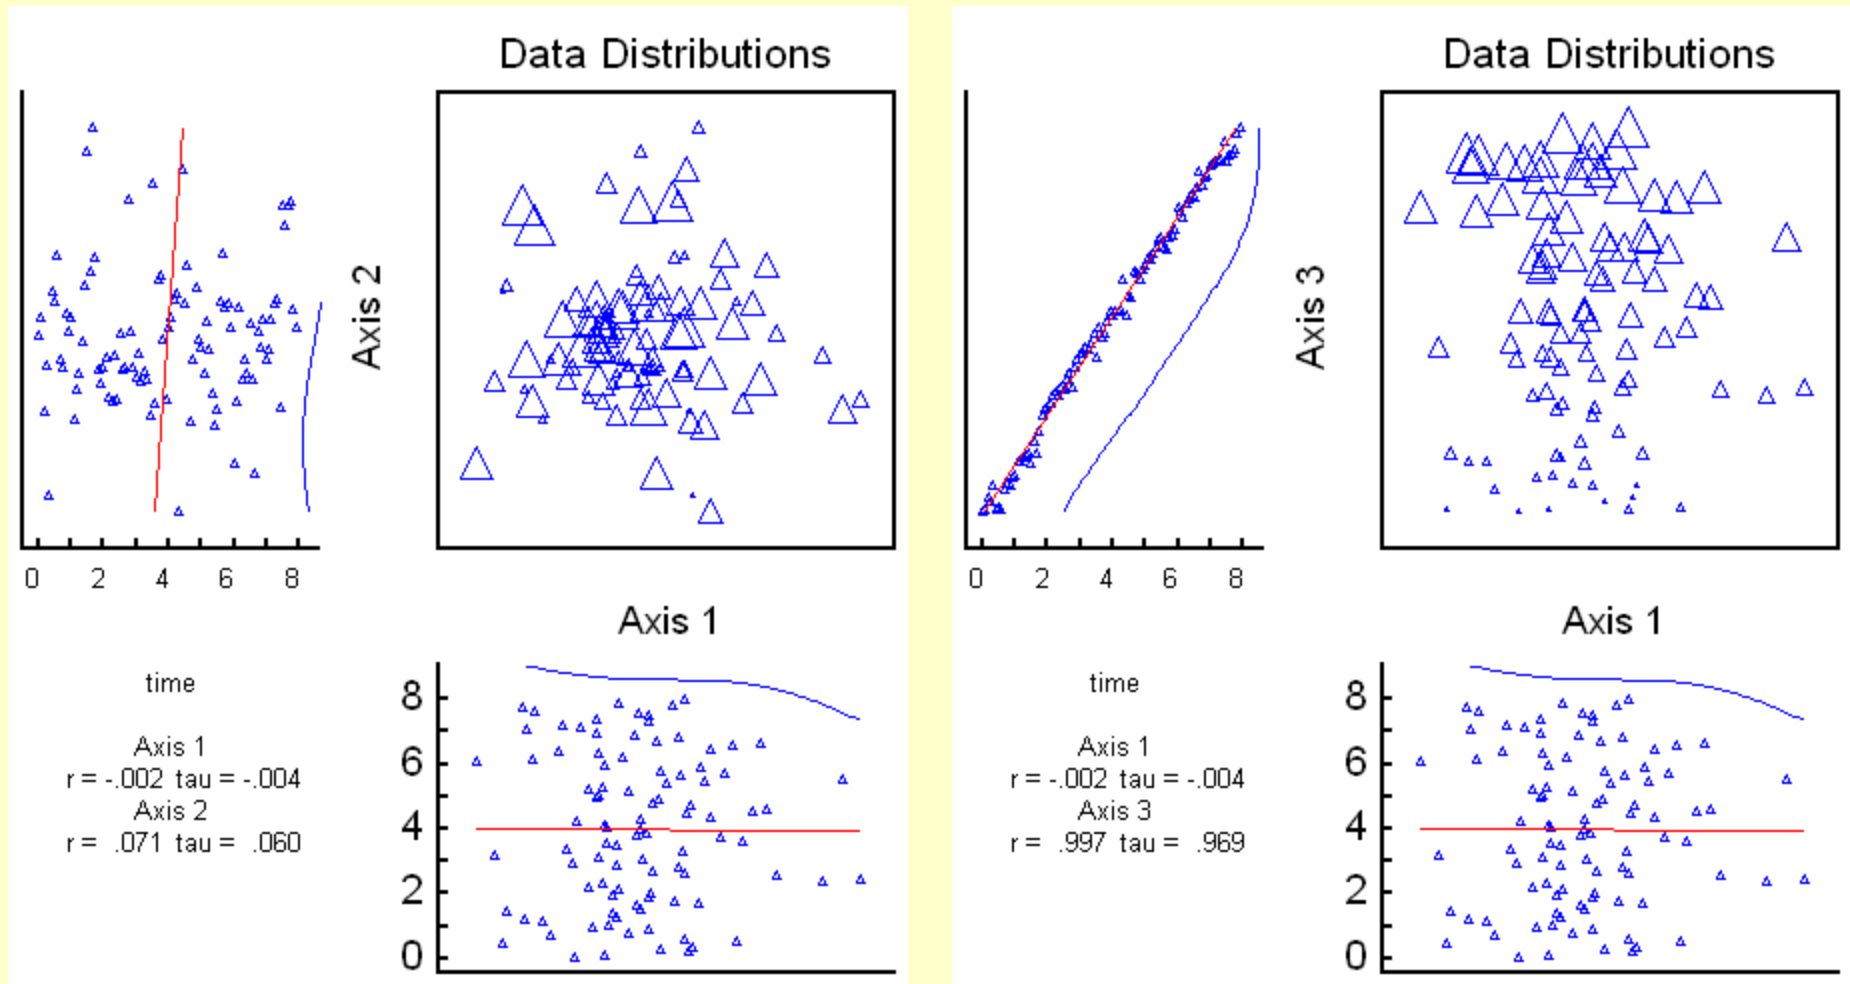 Data Distributions
Axis 2
0 2 4 6 8
Axis 1
time
Axis 1
r = -.002 tau = -.004
Axis 2
r = .071 tau = .060
8
6
4
2
0
Data Distributions
Axis 3
0 2 4 6 8
Axis 1
time
Axis 1
r = -.002 tau = -.004
Axis 3
r = .997 tau = .969
8
6
4
2
0